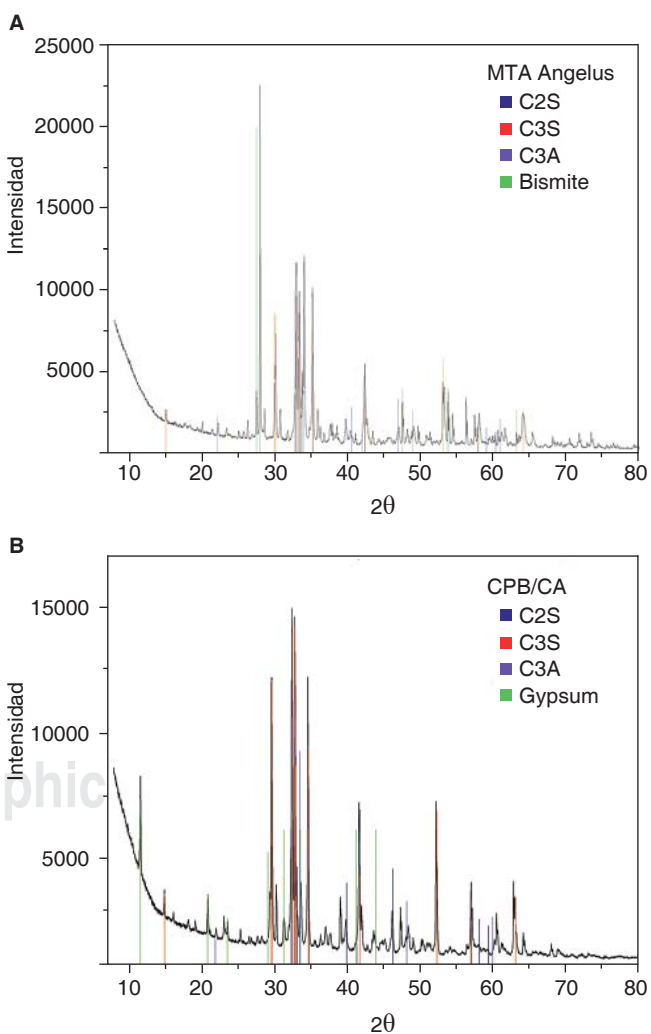 A
Intensidad
25000
20000
15000
10000
5000
MTA Angelus
C2S
C3S
C3A
Bismite
10 20 30 40 50 60 70 80
2θ
B
Intensidad
15000
10000
5000
CPB/CA
C2S
C3S
C3A
Gypsum
phic
10 20 30 40 50 60 70 80
2θ